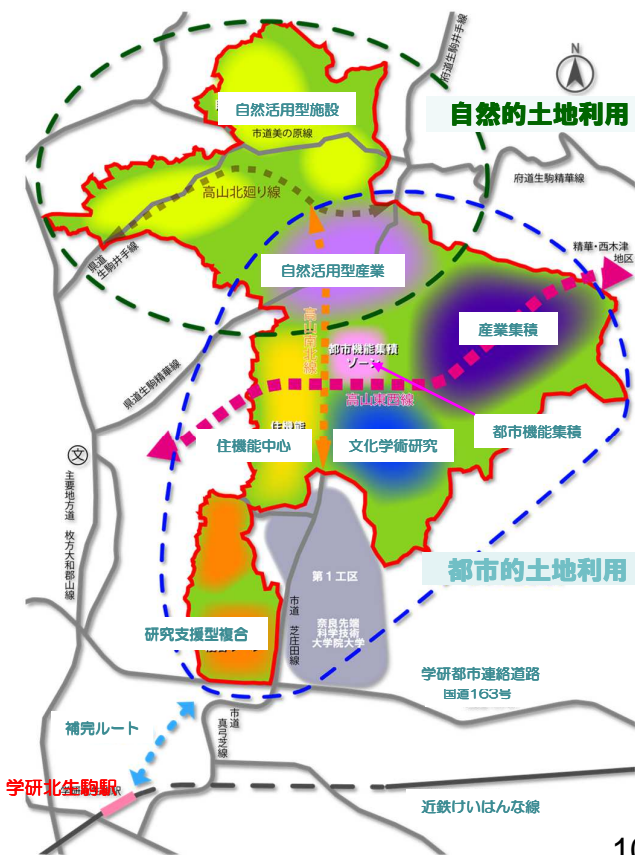 N
府道生駒井手線
自然的土地利用
自然活用型施設
市道美の原線
府道生駒精華線
高山北廻り線
県道
生駒井手線
精華・西木津
地区
自然活用型産業
高山南北線
産業集積
都市機能集積
ゾーン
県道生駒精華線
高山東西線
都市機能集積
住機能
住機能中心
文化学術研究
文
主要地方道 枚方大和郡山線
都市的土地利用
第1工区
市道 芝庄田線
奈良先端
科学技術
大学院大学
研究支援型複合
学研都市連絡道路
国道163号
補完ルート
市道
真弓芝線
学研北生駒駅
近鉄けいはんな線
10